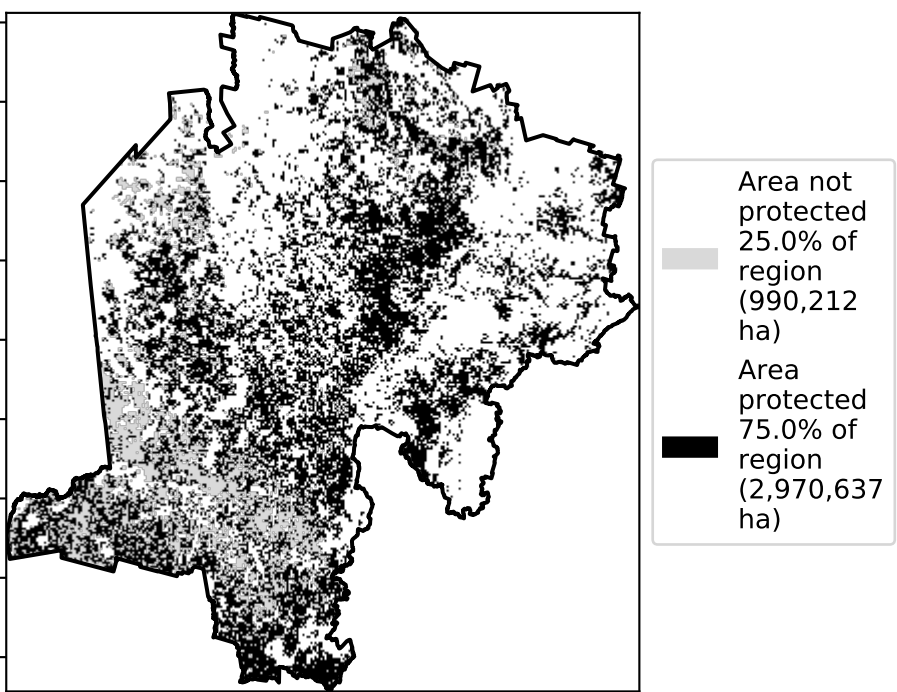 Area not
protected
25.0% of
region
(990,212
ha)
Area
protected
75.0% of
region
(2,970,637
ha)